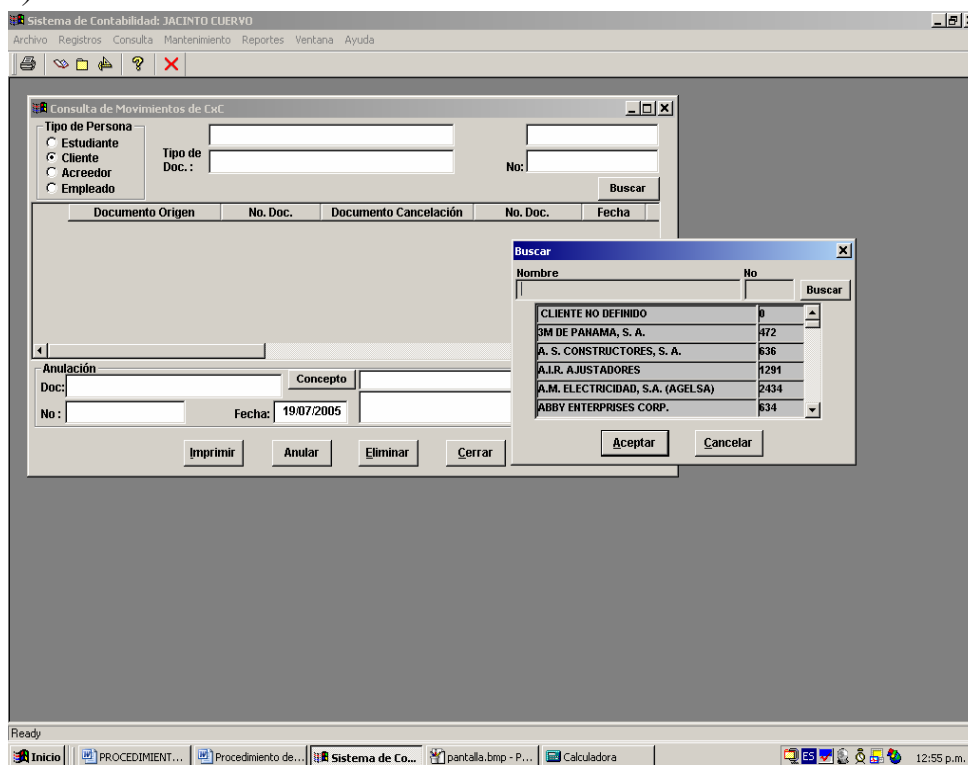 )
Sistema de Contabilidad: JACINTO CUERVO
Archivo Registros Consulta Mantenimiento Reportes Ventana Ayuda
Consulta de Movimientos de CxC
Tipo de Persona
Estudiante
Cliente
Acreedor
Empleado
Tipo de Doc. :
No:
Buscar
Documento Origen No. Doc. Documento Cancelación No. Doc. Fecha
Buscar
Nombre No
Buscar
CLIENTE NO DEFINIDO 0
3M DE PANAMA, S. A. 472
A. S. CONSTRUCTORES, S. A. 636
A.I.R. AJUSTADORES 1291
A.M. ELECTRICIDAD, S.A. (AGELSA) 2434
ABBY ENTERPRISES CORP. 634
Aceptar Cancelar
Anulación
Doc: Concepto
No : Fecha: 19/07/2005
Imprimir Anular Eliminar Cerrar
Ready
Inicio PROCEDIMIENT... Procedimiento de... Sistema de Co... pantalla.bmp - P... Calculadora ES 12:55 p.m.